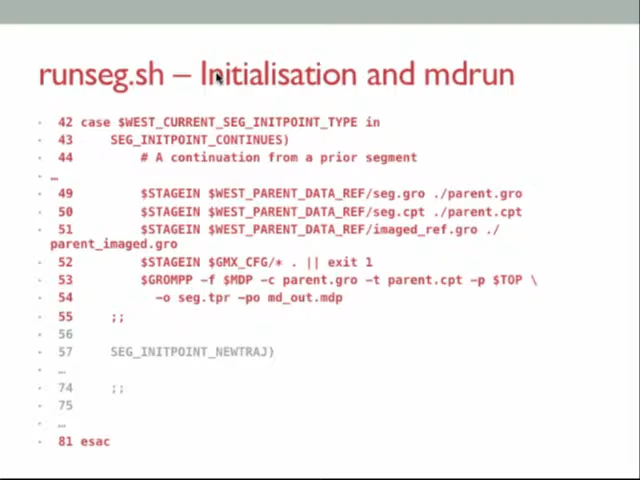 runseg.sh – Initialisation and mdrun
42 case $WEST_CURRENT_SEG_INITPOINT_TYPE in
43     SEG_INITPOINT_CONTINUES)
44         # A continuation from a prior segment
…
49         $STAGEIN $WEST_PARENT_DATA_REF/seg.gro ./parent.gro
50         $STAGEIN $WEST_PARENT_DATA_REF/seg.cpt ./parent.cpt
51         $STAGEIN $WEST_PARENT_DATA_REF/imaged_ref.gro ./
parent_imaged.gro
52         $STAGEIN $GMX_CFG/* . || exit 1
53         $GROMPP -f $MDP -c parent.gro -t parent.cpt -p $TOP \
54           -o seg.tpr -po md_out.mdp
55     ;;
56
57     SEG_INITPOINT_NEWTRAJ)
…
74     ;;
75
…
81 esac